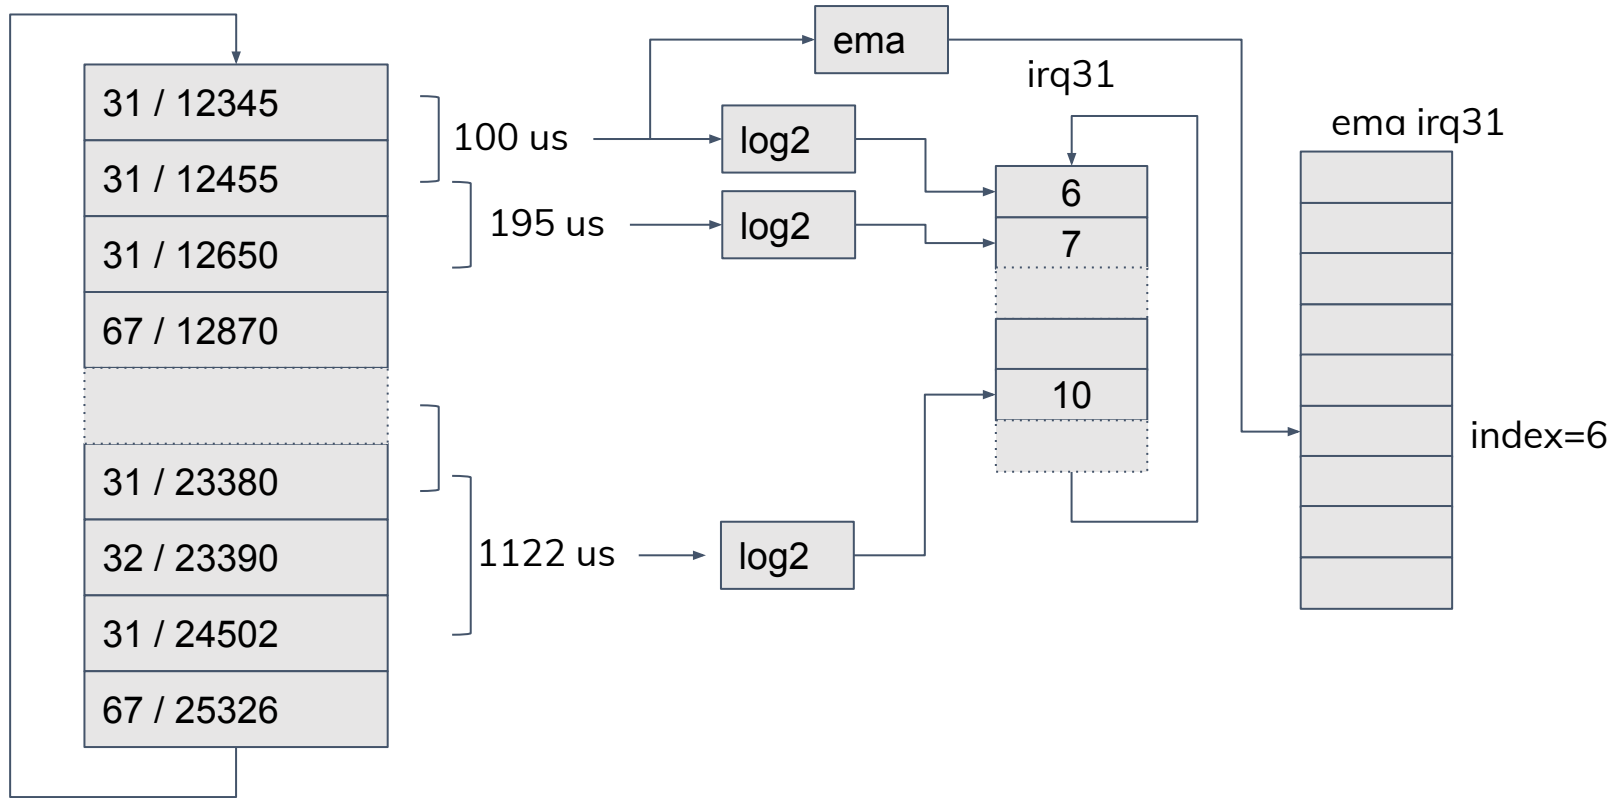 ema
irq31
ema irq31
31 / 12345
100 us
log2
31 / 12455
6
195 us
log2
7
31 / 12650
67 / 12870
10
index=6
31 / 23380
32 / 23390
1122 us
log2
31 / 24502
67 / 25326